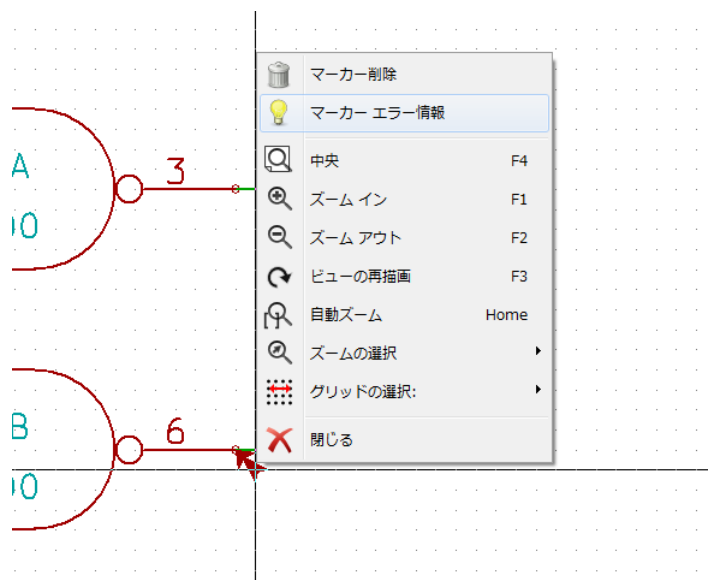 マーカー削除
マーカー エラー情報
中央 F4
ズーム イン F1
ズーム アウト F2
ビューの再描画 F3
自動ズーム Home
ズームの選択
グリッドの選択:
閉じる
A
3
00
B
6
00